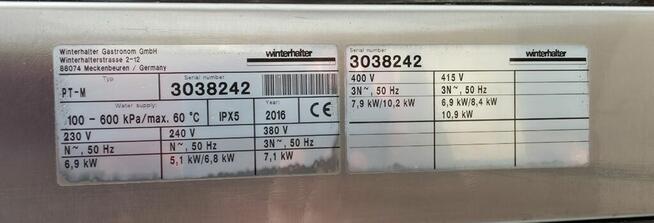 Winterhalter Gastronom GmbH
Winterhalterstrasse 2-12
88074 Meckenbeuren / Germany
winterhalter
Typ
PT-M
Serial number
3038242
Water supply:
100 – 600 kPa/max. 60 °C
IPX5
Year:
2016
CE
230 V
N~, 50 Hz
6,9 kW
240 V
N~, 50 Hz
5,1 kW/6,8 kW
380 V
3N~, 50 Hz
7,1 kW
Serial number
3038242
winterhalter
400 V
3N~, 50 Hz
7,9 kW/10,2 kW
415 V
3N~, 50 Hz
6,9 kW/8,4 kW
10,9 kW